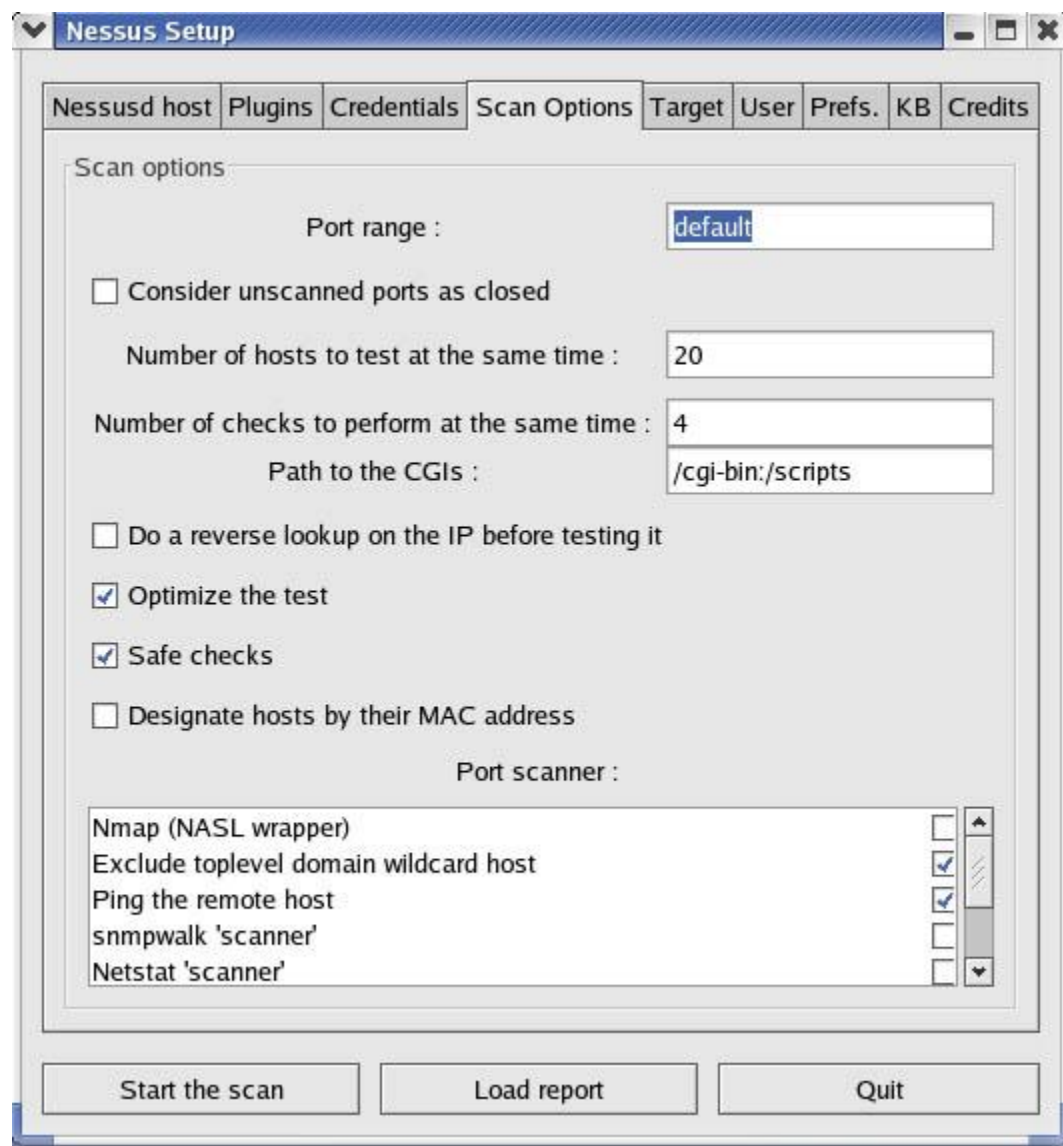 Nessus Setup
Nessusd host Plugins Credentials Scan Options Target User Prefs. KB Credits
Scan options
Port range : default
Consider unscanned ports as closed
Number of hosts to test at the same time : 20
Number of checks to perform at the same time : 4
Path to the CGIs : /cgi-bin:/scripts
Do a reverse lookup on the IP before testing it
Optimize the test
Safe checks
Designate hosts by their MAC address
Port scanner :
Nmap (NASL wrapper)
Exclude toplevel domain wildcard host
Ping the remote host
snmpwalk 'scanner'
Netstat 'scanner'
Start the scan Load report Quit